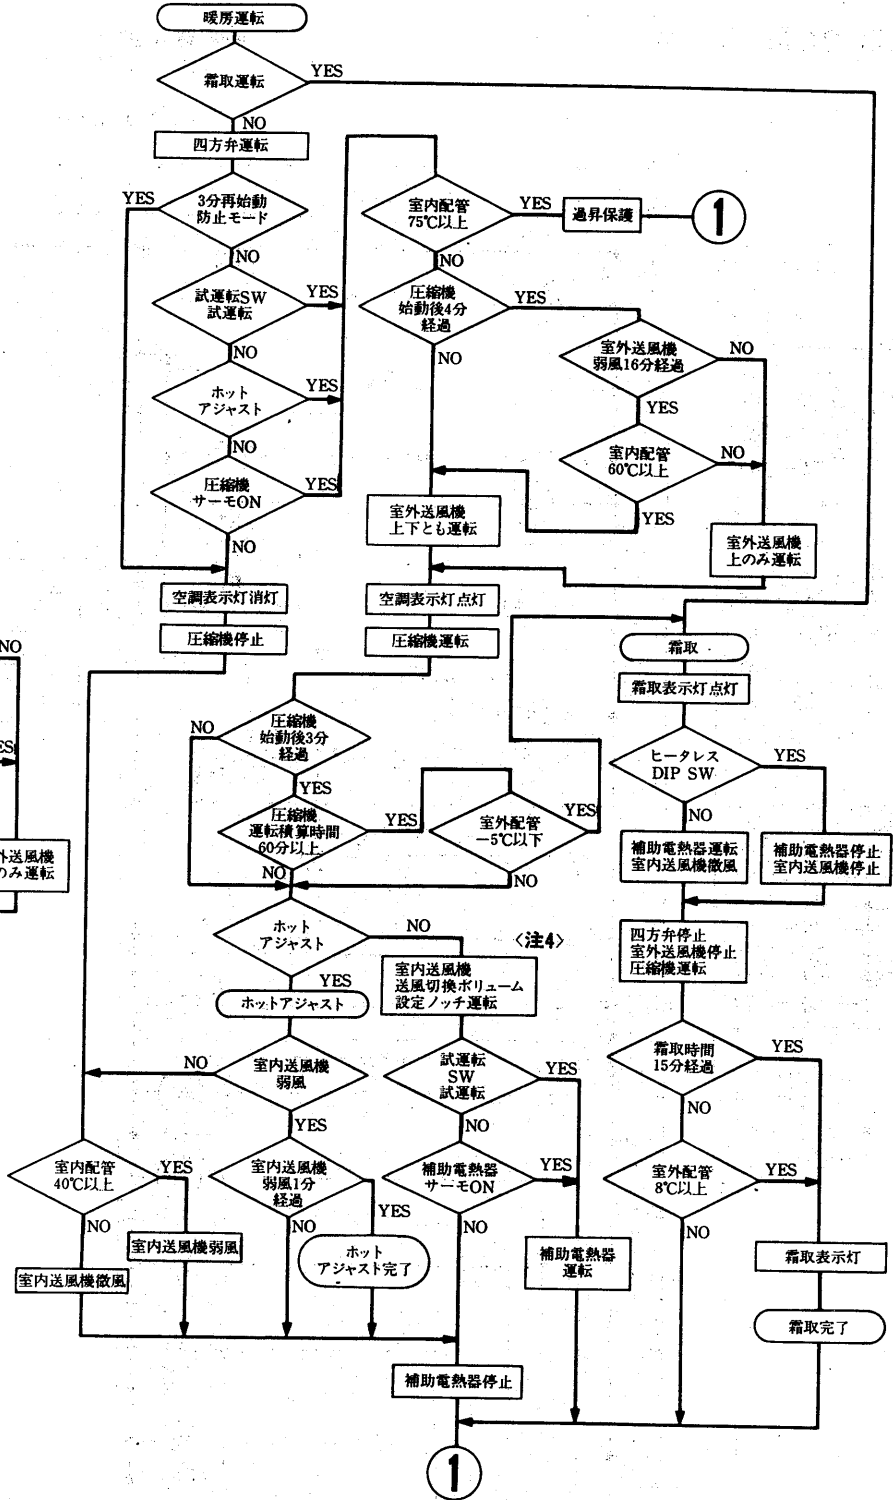 暖房運転
霜取運転
YES
NO
四方弁運転
YES
3分再始動
防止モード
NO
試運転SW
試運転
YES
NO
ホット
アジャスト
YES
NO
圧縮機
サーモON
YES
NO
空調表示灯消灯
圧縮機停止
室内配管
75℃以上
YES
過昇保護
1
NO
圧縮機
始動後4分
経過
YES
NO
室外送風機
弱風16分経過
NO
YES
室内配管
60℃以上
NO
YES
室外送風機
上下とも運転
室外送風機
上のみ運転
空調表示灯点灯
圧縮機運転
NO
圧縮機
始動後3分
経過
YES
圧縮機
運転積算時間
60分以上
YES
NO
室外配管
－5℃以下
YES
NO
ホット
アジャスト
NO
YES
〈注4〉
ホットアジャスト
室内送風機
送風切換ボリューム
設定ノッチ運転
NO
室内送風機
弱風
YES
試運転
SW
試運転
YES
NO
室内配管
40℃以上
YES
NO
室内送風機
弱風1分
経過
YES
NO
補助電熱器
サーモON
YES
NO
室内送風機弱風
室内送風機微風
ホット
アジャスト完了
補助電熱器
運転
補助電熱器停止
霜取
霜取表示灯点灯
ヒータレス
DIP SW
YES
NO
補助電熱器運転
室内送風機微風
補助電熱器停止
室内送風機停止
四方弁停止
室外送風機停止
圧縮機運転
霜取時間
15分経過
YES
NO
室外配管
8℃以上
YES
NO
霜取表示灯
霜取完了
1
NO
ES
外送風機
のみ運転